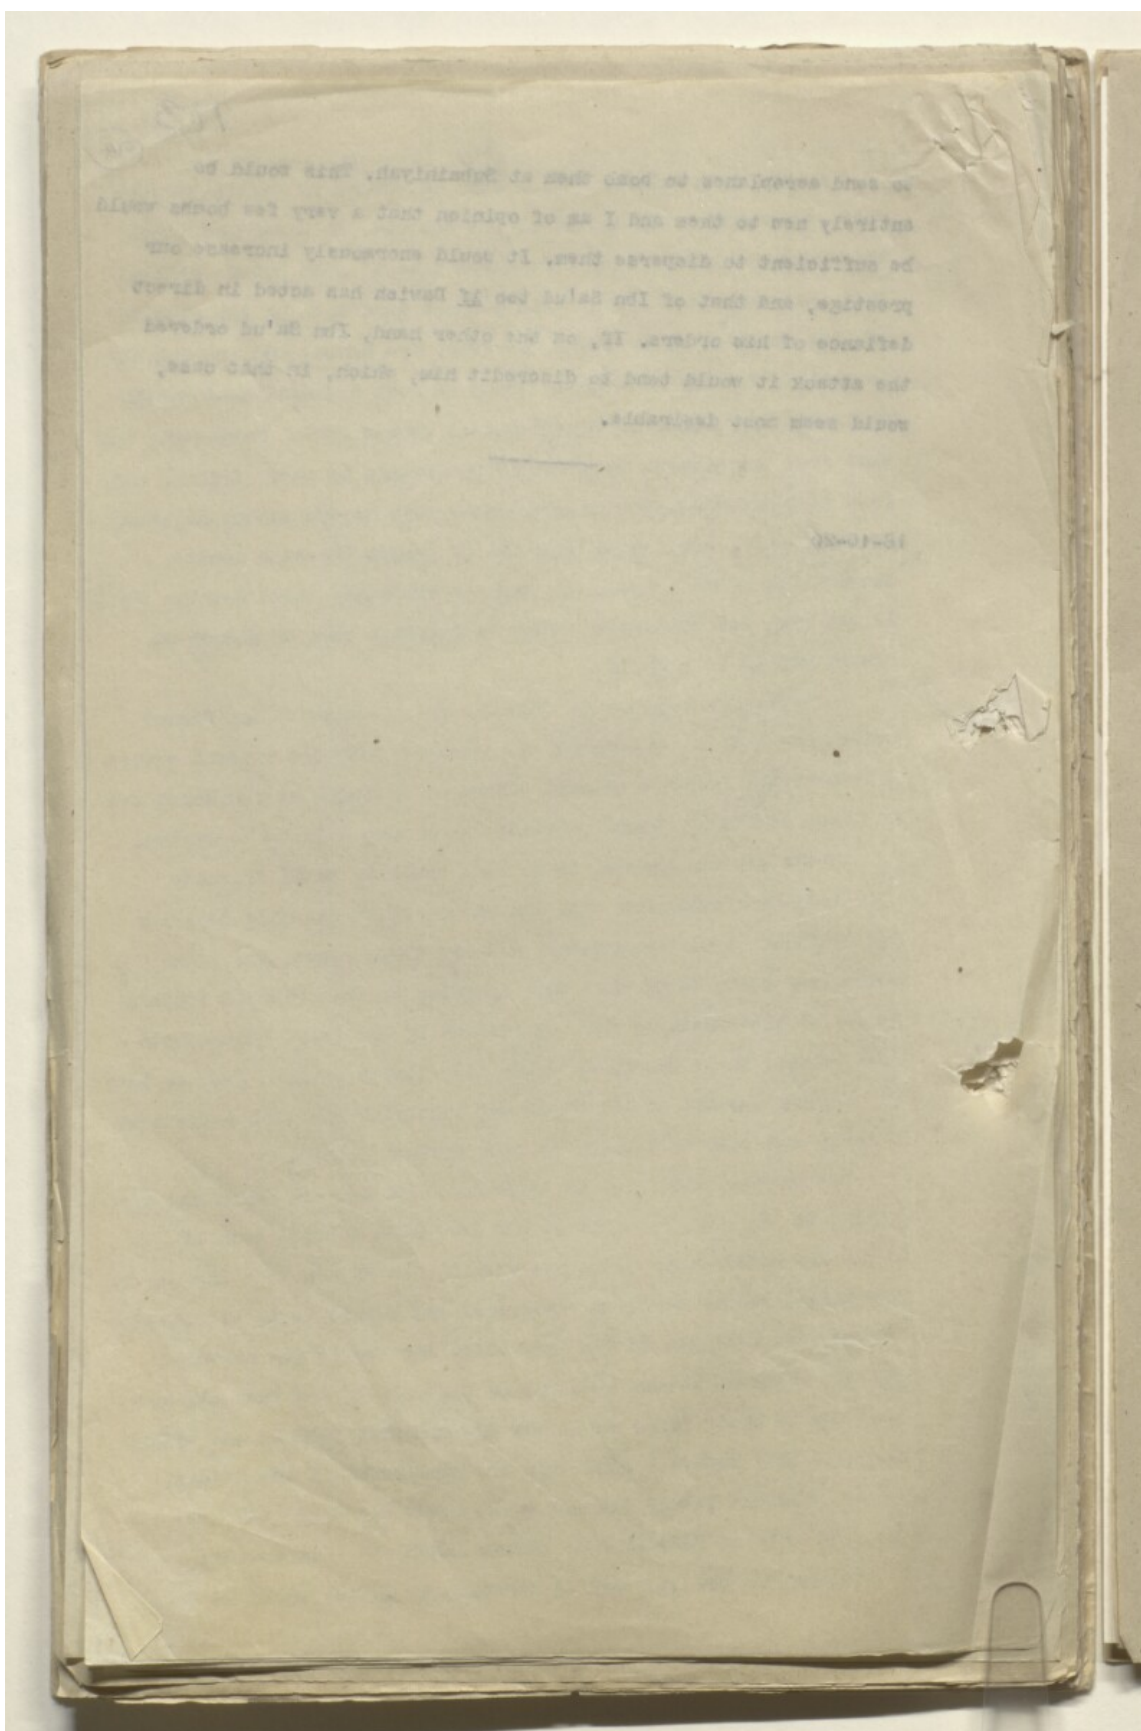 to send aeroplanes to bomb them at Subaihiyah. This would be
entirely new to them and I am of opinion that a very few bombs would
be sufficient to disperse them. It would enormously increase our
prestige, and that of Ibn Sa'ud too if Dawish has acted in direct
defiance of his orders. If, on the other hand, Ibn Sa'ud ordered
the attack it would tend to discredit him, which, in that case,
would seem most desirable.